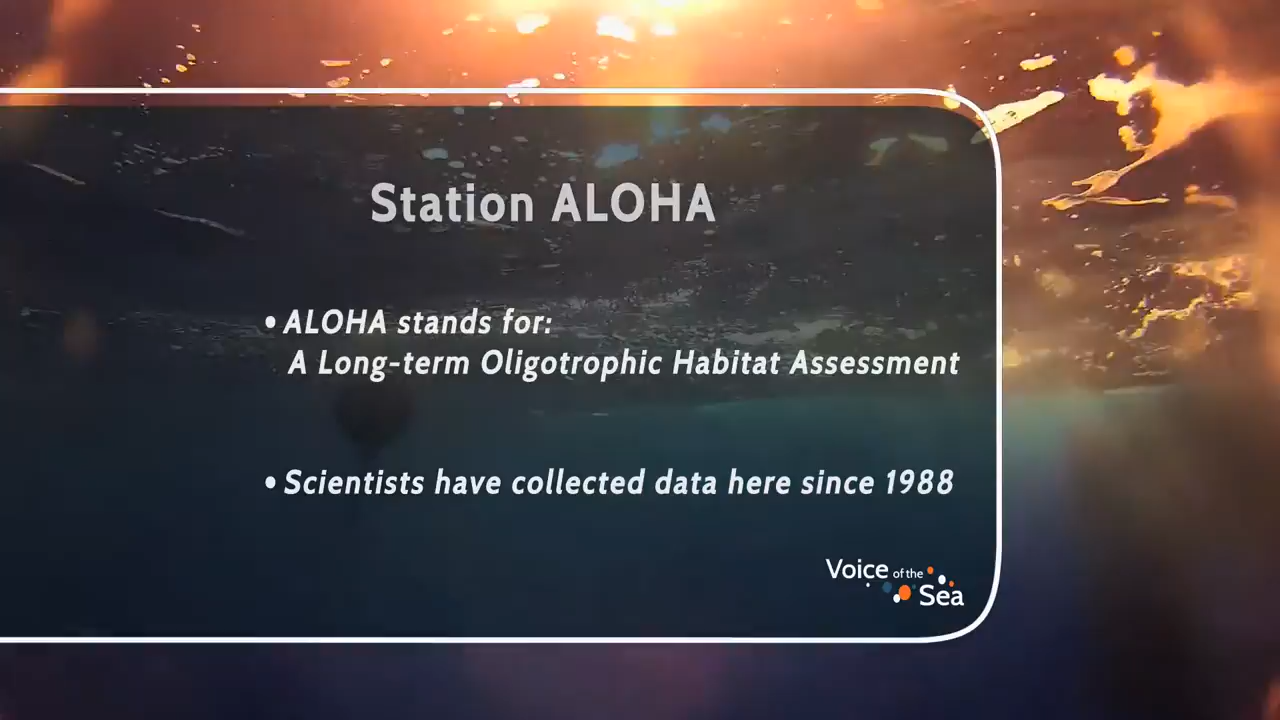 Station ALOHA
• ALOHA stands for:
A Long-term Oligotrophic Habitat Assessment
• Scientists have collected data here since 1988
Voice of the
Sea